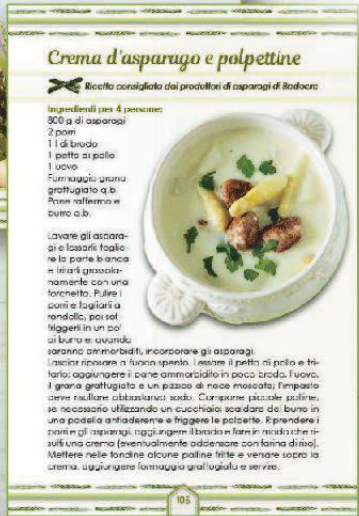 Crema d'asparago e polpettine
Ricetta consigliata dai produttori di asparagi di Badoere
Ingredienti per 4 persone:
800 g di asparagi
2 porri
1 l di brodo
1 petto di pollo
1 uovo
Formaggio grana
grattugiato q.b.
Pane raffermo e
burro q.b.
Lavare gli aspara-
gi e lessarli; toglie-
re la parte bianca
e tritarli grossola-
namente con una
forchetta. Pulire i
porri e tagliarli a
rondelle, poi sof-
friggerli in un po'
di burro e, quando
saranno ammorbiditi, incorporare gli asparagi.
Lasciar riposare a fuoco spento. Lessare il petto di pollo e tri-
tarlo; aggiungere il pane ammorbidito in poco brodo, l'uovo,
il grana grattugiato e un pizzico di noce moscata; l'impasto
deve risultare abbastanza sodo. Comporre piccole palline,
se necessario utilizzando un cucchiaio; scaldare del burro in
una padella antiaderente e friggere le polpette. Riprendere i
porri e gli asparagi, aggiungere il brodo e fare in modo che ri-
sulti una crema (eventualmente addensare con farina di riso).
Mettere nelle fondine alcune palline fritte e versare sopra la
crema, aggiungere formaggio grattugiato e servire.
105